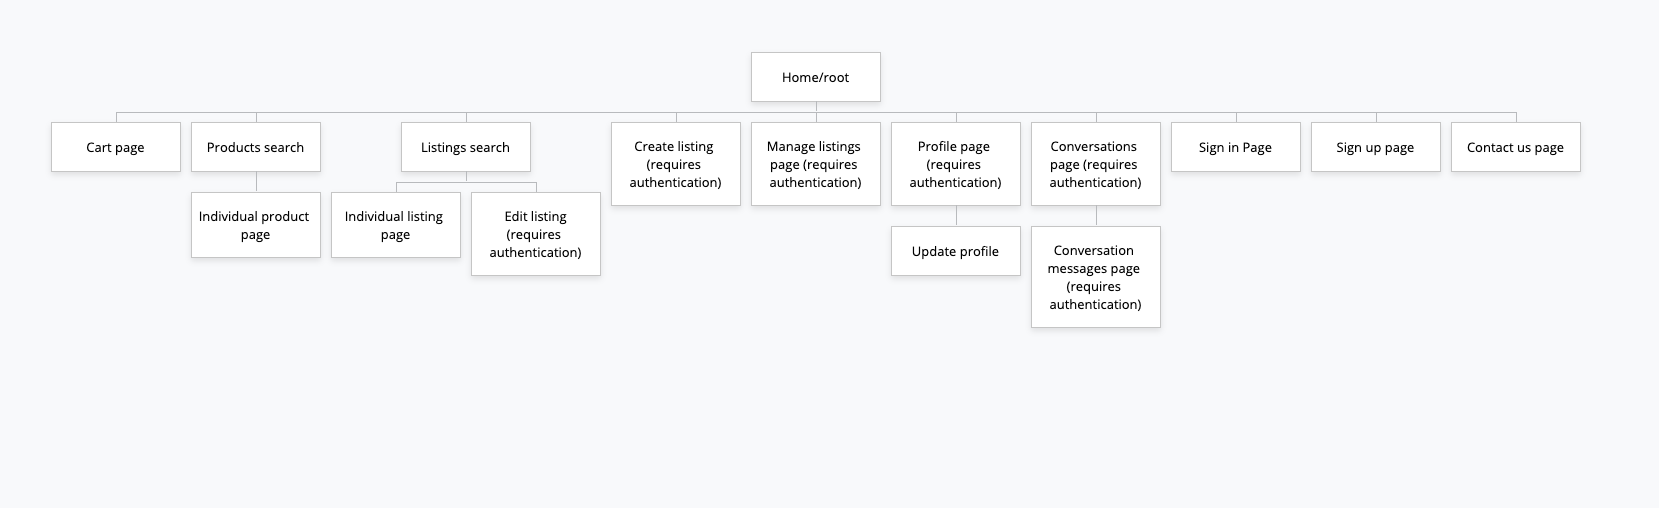 Home/root
Cart page
Products search
Listings search
Create listing
(requires
authentication)
Manage listings
page (requires
authentication)
Profile page
(requires
authentication)
Conversations
page (requires
authentication)
Sign in Page
Sign up page
Contact us page
Individual product
page
Individual listing
page
Edit listing
(requires
authentication)
Update profile
Conversation
messages page
(requires
authentication)